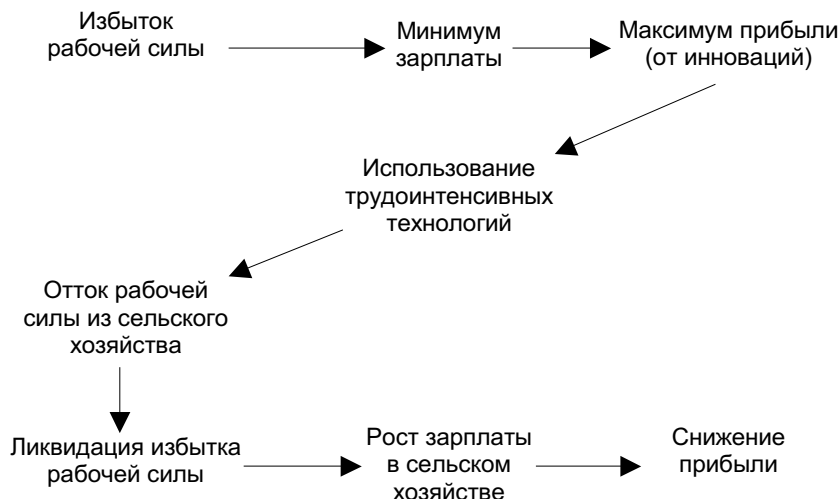 Избыток
рабочей силы
Минимум
зарплаты
Максимум прибыли
(от инноваций)
Использование
трудоинтенсивных
технологий
Отток рабочей
силы из сельского
хозяйства
Ликвидация избытка
рабочей силы
Рост зарплаты
в сельском
хозяйстве
Снижение
прибыли